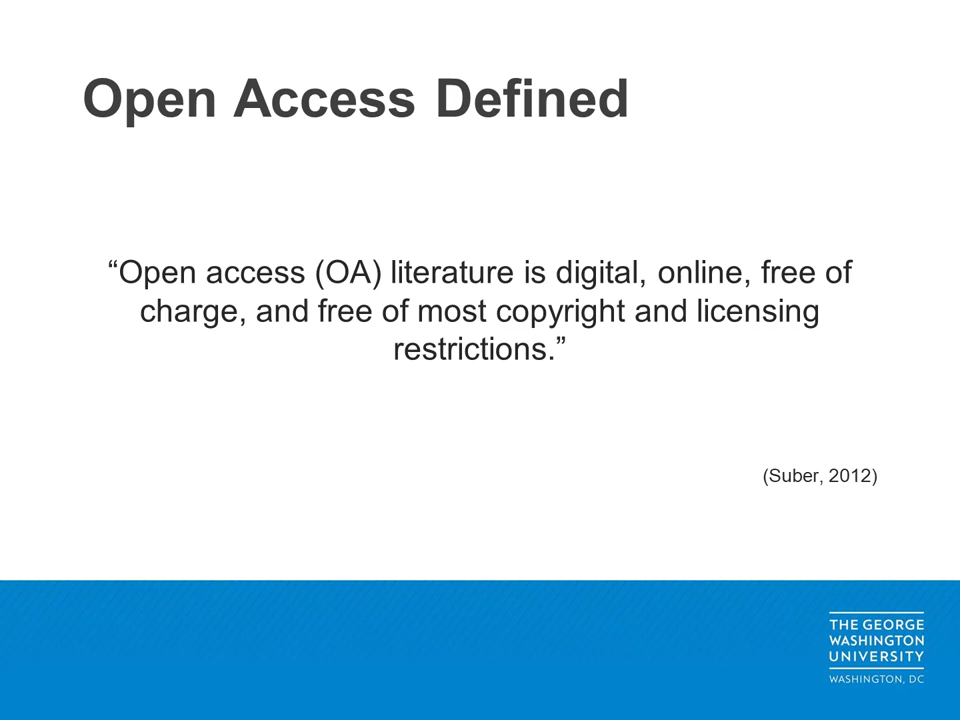 Open Access Defined
“Open access (OA) literature is digital, online, free of
charge, and free of most copyright and licensing
restrictions.”
(Suber, 2012)
THE GEORGE
WASHINGTON
UNIVERSITY
WASHINGTON, DC